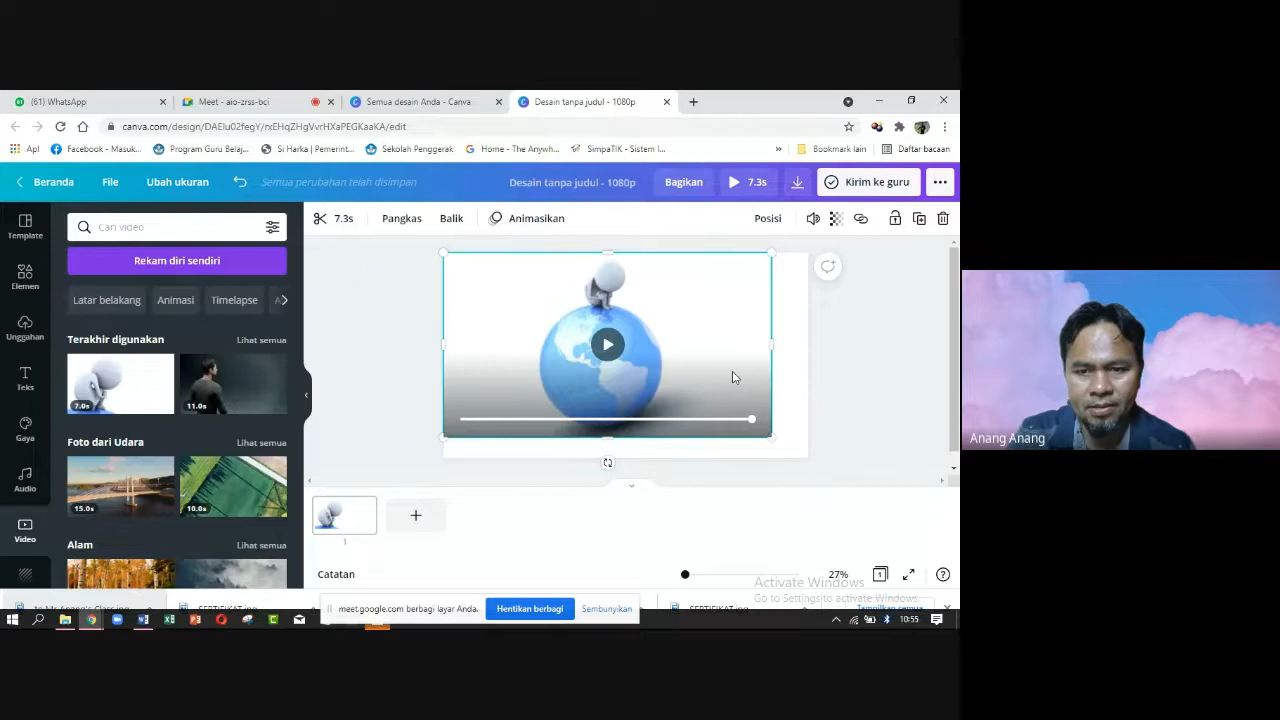 (61) WhatsApp
Meet - aio-zrss-bci
Semua desain Anda - Canva
Desain tanpa judul - 1080p
canva.com/design/DAElu02fegY/rxEHqZHgVvrHXaPEGKaaKA/edit
Apl
Facebook - Masuk...
Program Guru Belaj...
Si Harka | Pemerint...
Sekolah Penggerak
Home - The Anywh...
SimpaTIK - Sistem I...
»
Bookmark lain
Daftar bacaan
Beranda
File
Ubah ukuran
Semua perubahan telah disimpan
Desain tanpa judul - 1080p
Bagikan
7.3s
Kirim ke guru
Template
Elemen
Unggahan
Teks
Gaya
Audio
Video
Cari video
Rekam diri sendiri
Latar belakang
Animasi
Timelapse
Terakhir digunakan
Lihat semua
7.0s
11.0s
Foto dari Udara
Lihat semua
15.0s
10.0s
Alam
Lihat semua
7.3s
Pangkas
Balik
Animasikan
Posisi
1
Catatan
27%
1
Activate Windows
Go to Settings to activate Windows.
meet.google.com berbagi layar Anda.
Hentikan berbagi
Sembunyikan
10:55
Anang Anang